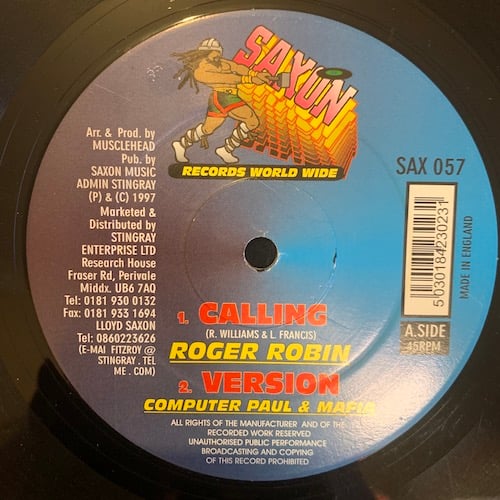 SAXON
RECORDS WORLD WIDE
Arr. & Prod. by
MUSCLEHEAD
Pub. by
SAXON MUSIC
ADMIN STINGRAY
(P) & (C) 1997
Marketed &
Distributed by
STINGRAY
ENTERPRISE LTD
Research House
Fraser Rd, Perivale
Middx. UB6 7AQ
Tel: 0181 930 0132
Fax: 0181 933 1694
LLOYD SAXON
Tel: 0860223626
(E-MAI FITZROY @
STINGRAY . TEL
ME . COM)
SAX 057
5030184230231
MADE IN ENGLAND
A.SIDE
45RPM
1. CALLING
(R. WILLIAMS & L. FRANCIS)
ROGER ROBIN
2. VERSION
COMPUTER PAUL & MAFIA
ALL RIGHTS OF THE MANUFACTURER AND OF THE
RECORDED WORK RESERVED
UNAUTHORISED PUBLIC PERFORMANCE
BROADCASTING AND COPYING
OF THIS RECORD PROHIBITED